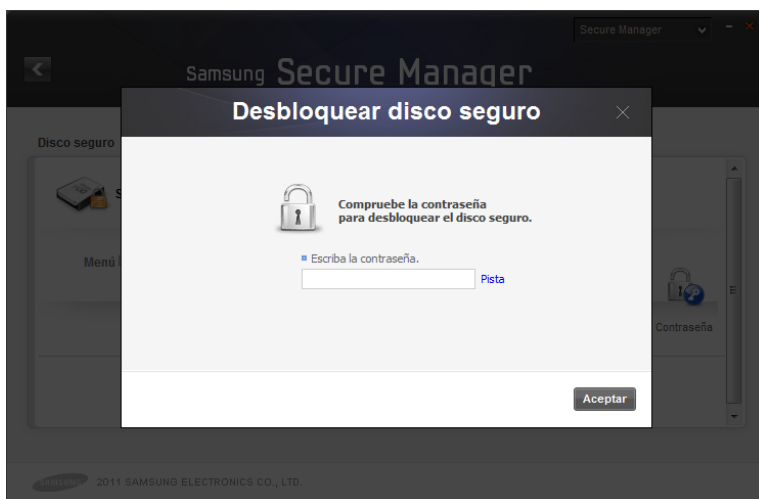 Secure Manager
Samsung Secure Manager
Desbloquear disco seguro
Disco seguro
S
Compruebe la contraseña
para desbloquear el disco seguro.
Menú
Escriba la contraseña.
Pista
Contraseña
Aceptar
SAMSUNG 2011 SAMSUNG ELECTRONICS CO., LTD.